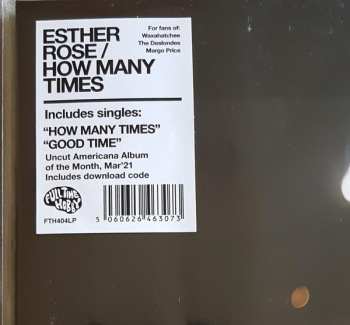 ESTHER
ROSE /
HOW MANY
TIMES
For fans of:
Waxahatchee
The Deslondes
Margo Price
Includes singles:
“HOW MANY TIMES”
“GOOD TIME”
Uncut Americana Album
of the Month, Mar'21
Includes download code
FULL TIME
HOBBY
FTH404LP
5 060626 463073